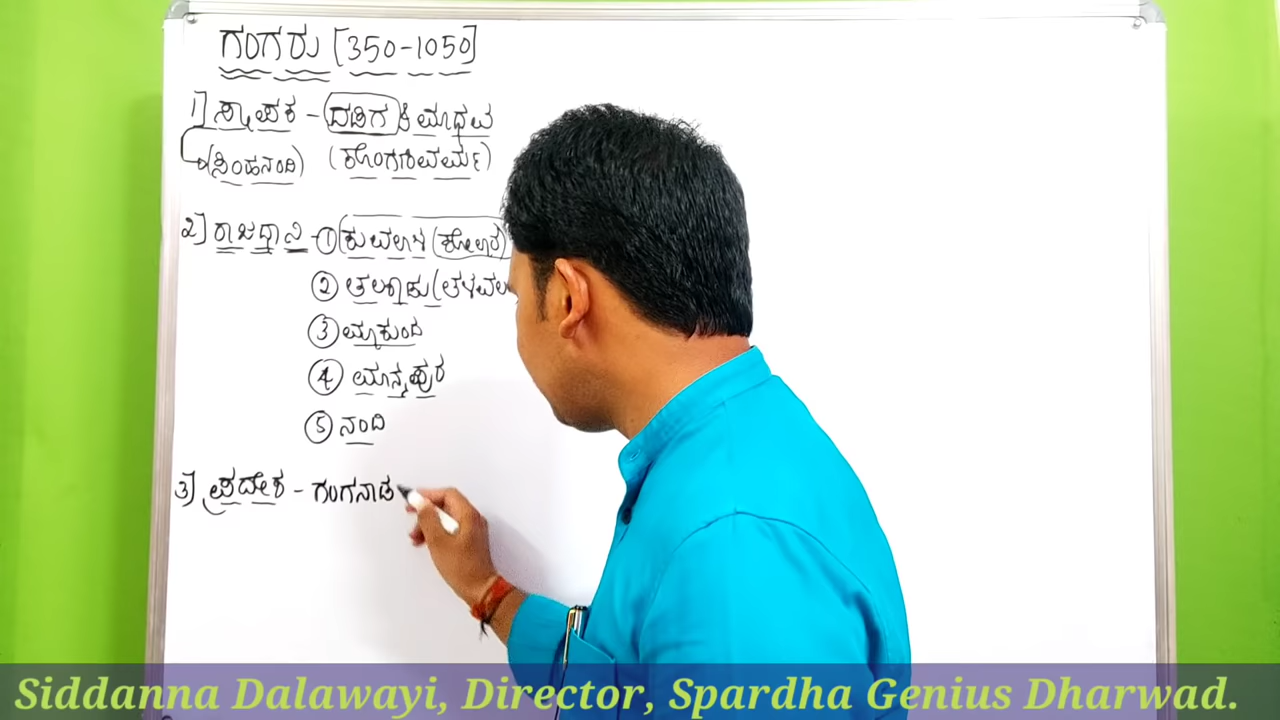 ಗಂಗರು [350-1050]
1] ಸ್ಥಾಪಕ - ದಡಿಗ & ಮಾಧವ
(ಸಿಂಹನಂದಿ) (ಕೊಂಗಣಿವರ್ಮ)
2] ರಾಜಧಾನಿ - ① ಕುವಲಾಳ (ಕೋಲಾರ)
② ತಲಕಾಡು (ತಳವಲ
③ ಮಾಕುಂದ
④ ಮಾನ್ಯಪುರ
⑤ ನಂದಿ
3] ಪ್ರದೇಶ - ಗಂಗನಾಡ
Siddanna Dalawayi, Director, Spardha Genius Dharwad.